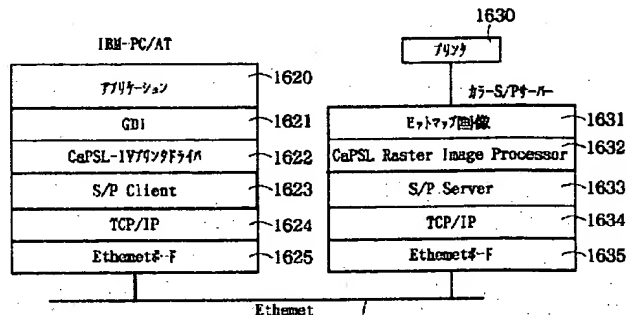 1630
IBM-PC/AT
プリンタ
アプリケーション
1620
カラーS/Pサーバー
GDI
1621
ビットマップ画像
1631
CaPSL-IVプリンタドライバ
1622
CaPSL Raster Image Processor
1632
S/P Client
1623
S/P Server
1633
TCP/IP
1624
TCP/IP
1634
Ethernetボード
1625
Ethernetボード
1635
Ethernet